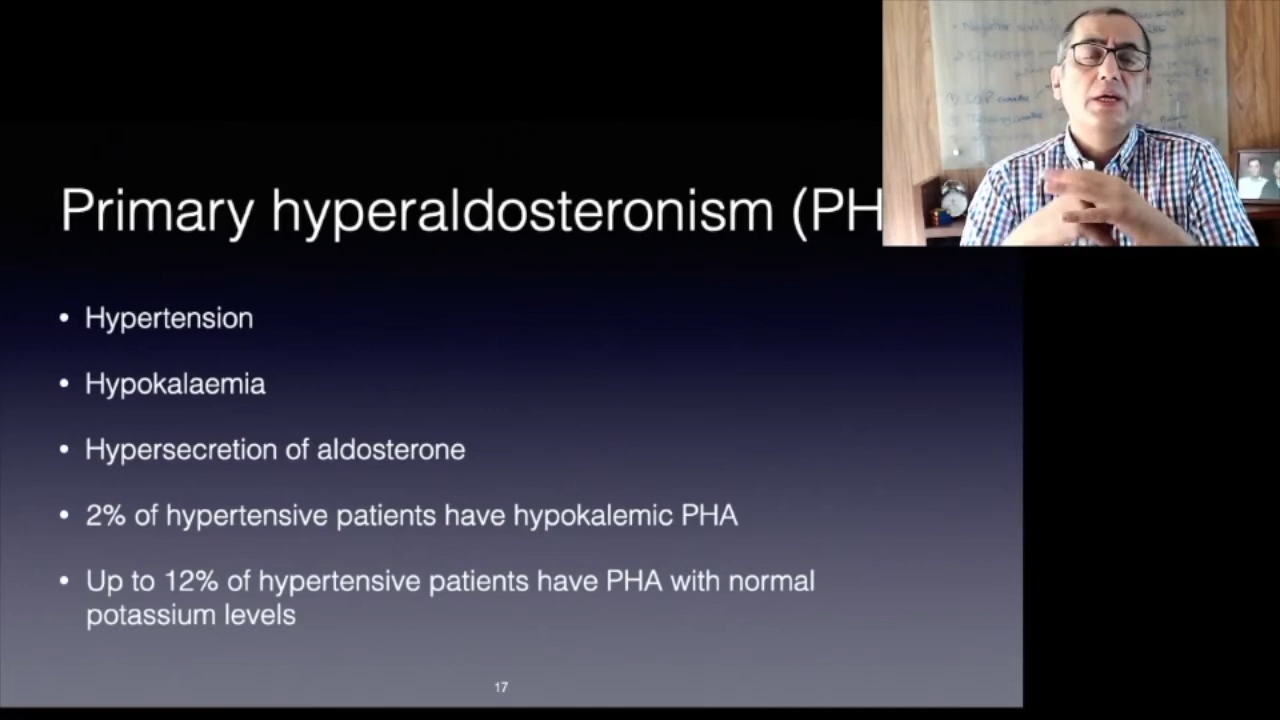 Primary hyperaldosteronism (PH
• Hypertension
• Hypokalaemia
• Hypersecretion of aldosterone
• 2% of hypertensive patients have hypokalemic PHA
• Up to 12% of hypertensive patients have PHA with normal
potassium levels
17